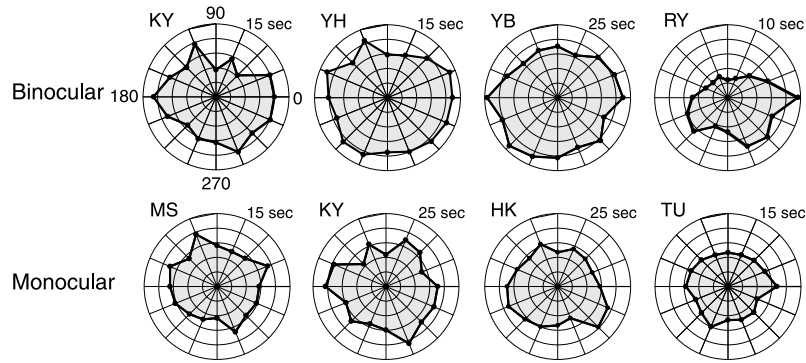 KY 90 15 sec YH 15 sec YB 25 sec RY 10 sec
Binocular 180 0
270
MS 15 sec KY 25 sec HK 25 sec TU 15 sec
Monocular